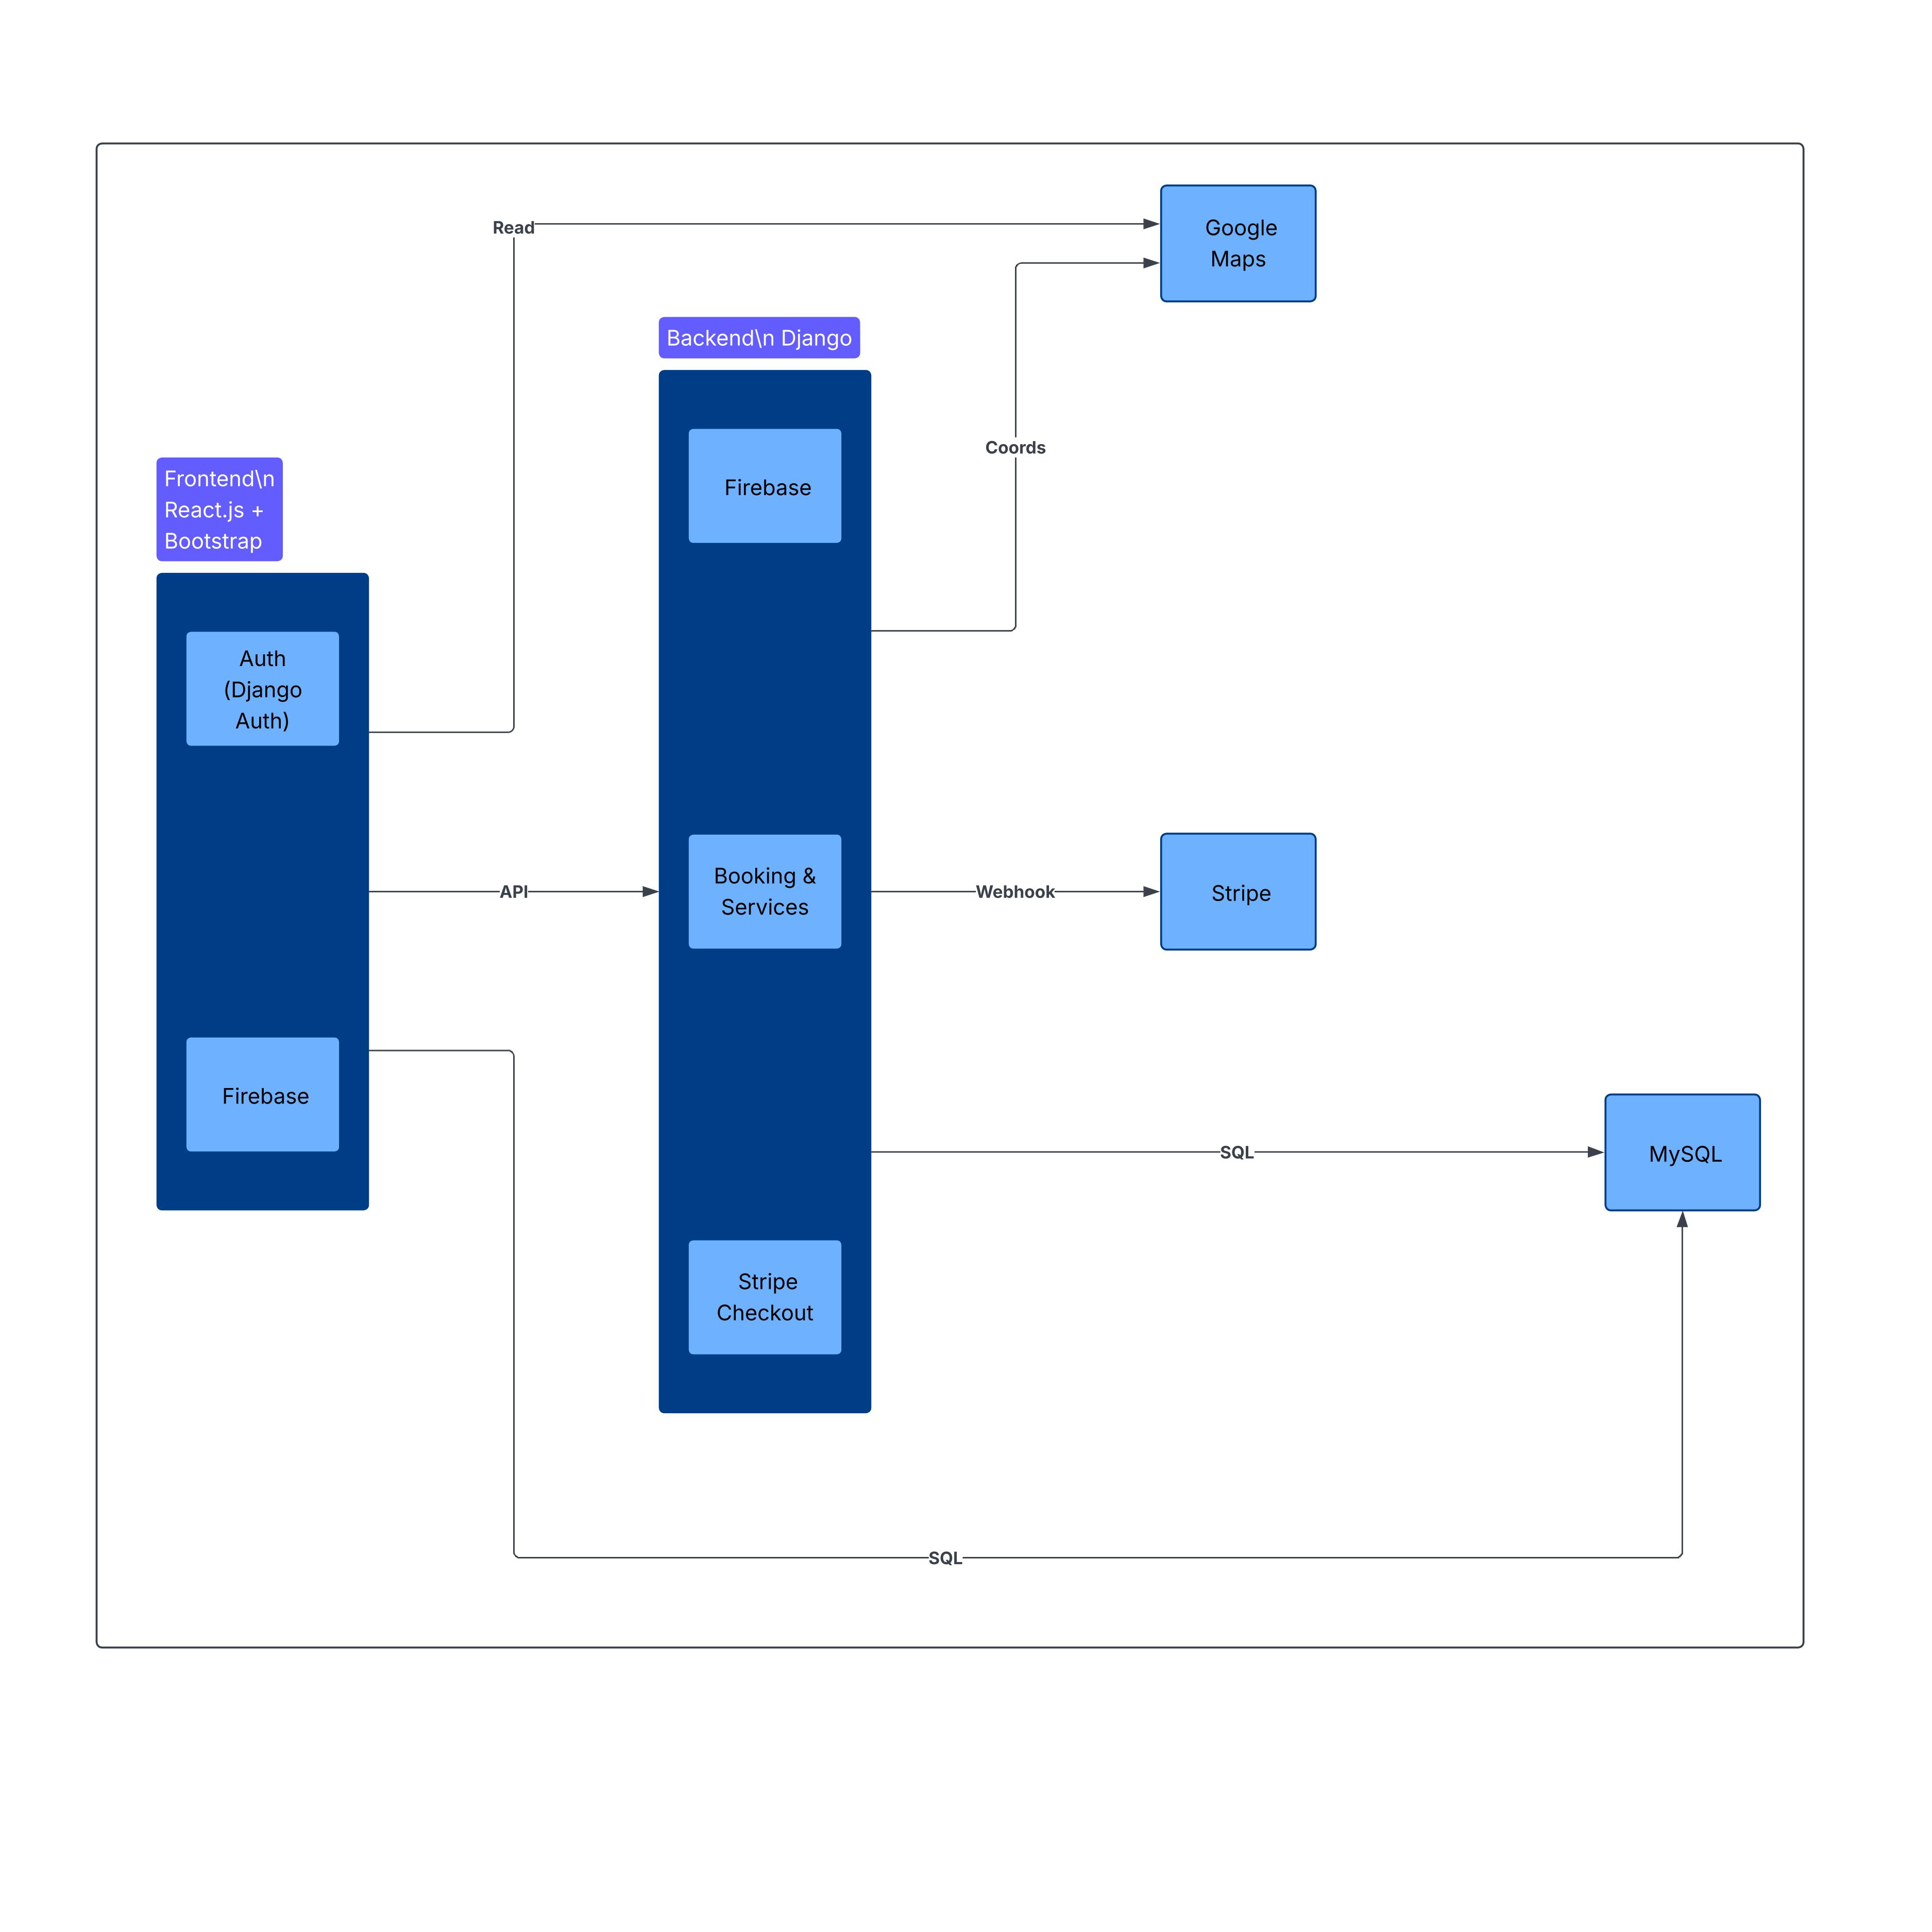 Read
Google
Maps
Backend\n Django
Coords
Frontend\n
React.js +
Bootstrap
Firebase
Auth
(Django
Auth)
API
Booking &
Services
Webhook
Stripe
Firebase
SQL
MySQL
Stripe
Checkout
SQL